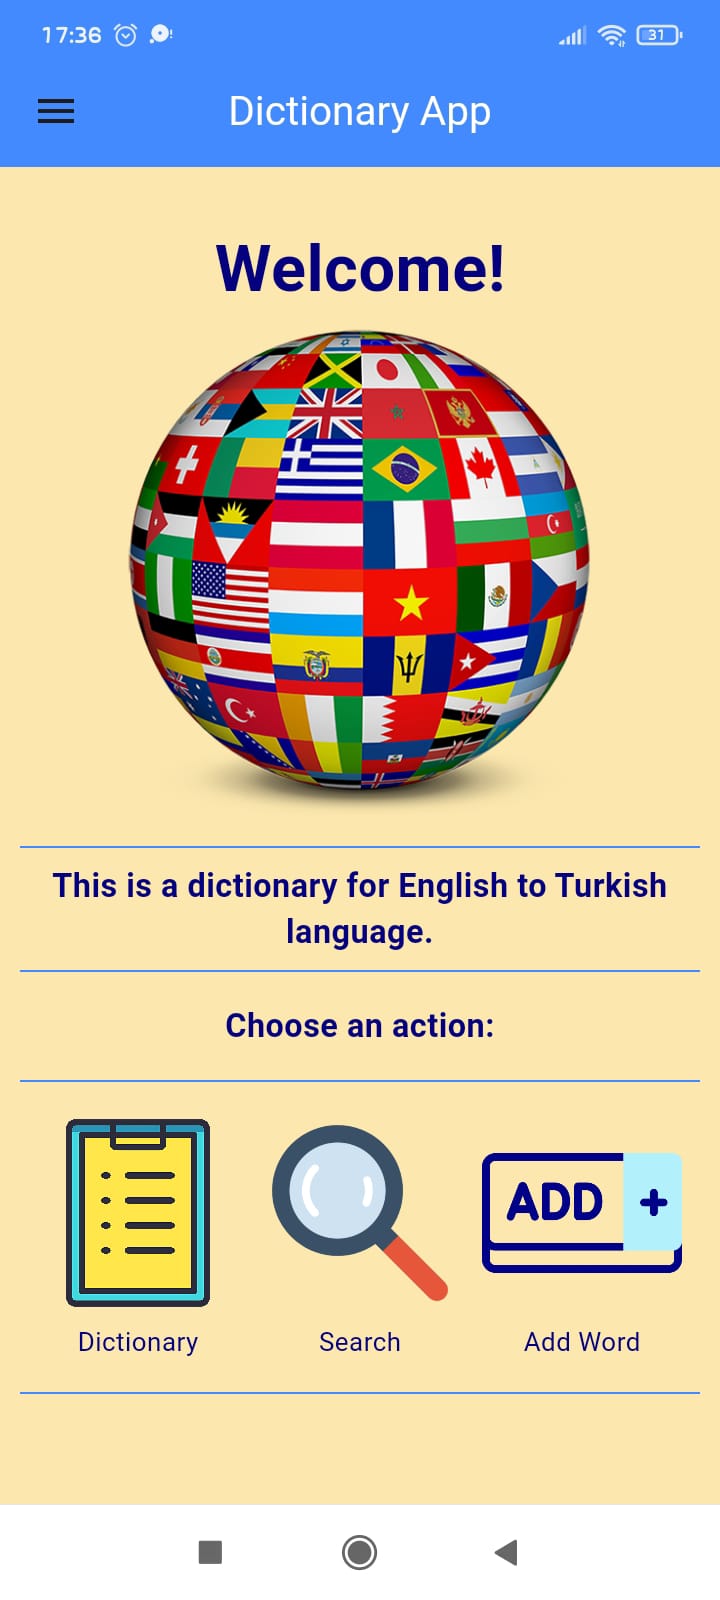 17:36
31
Dictionary App
Welcome!
This is a dictionary for English to Turkish
language.
Choose an action:
ADD +
Dictionary
Search
Add Word